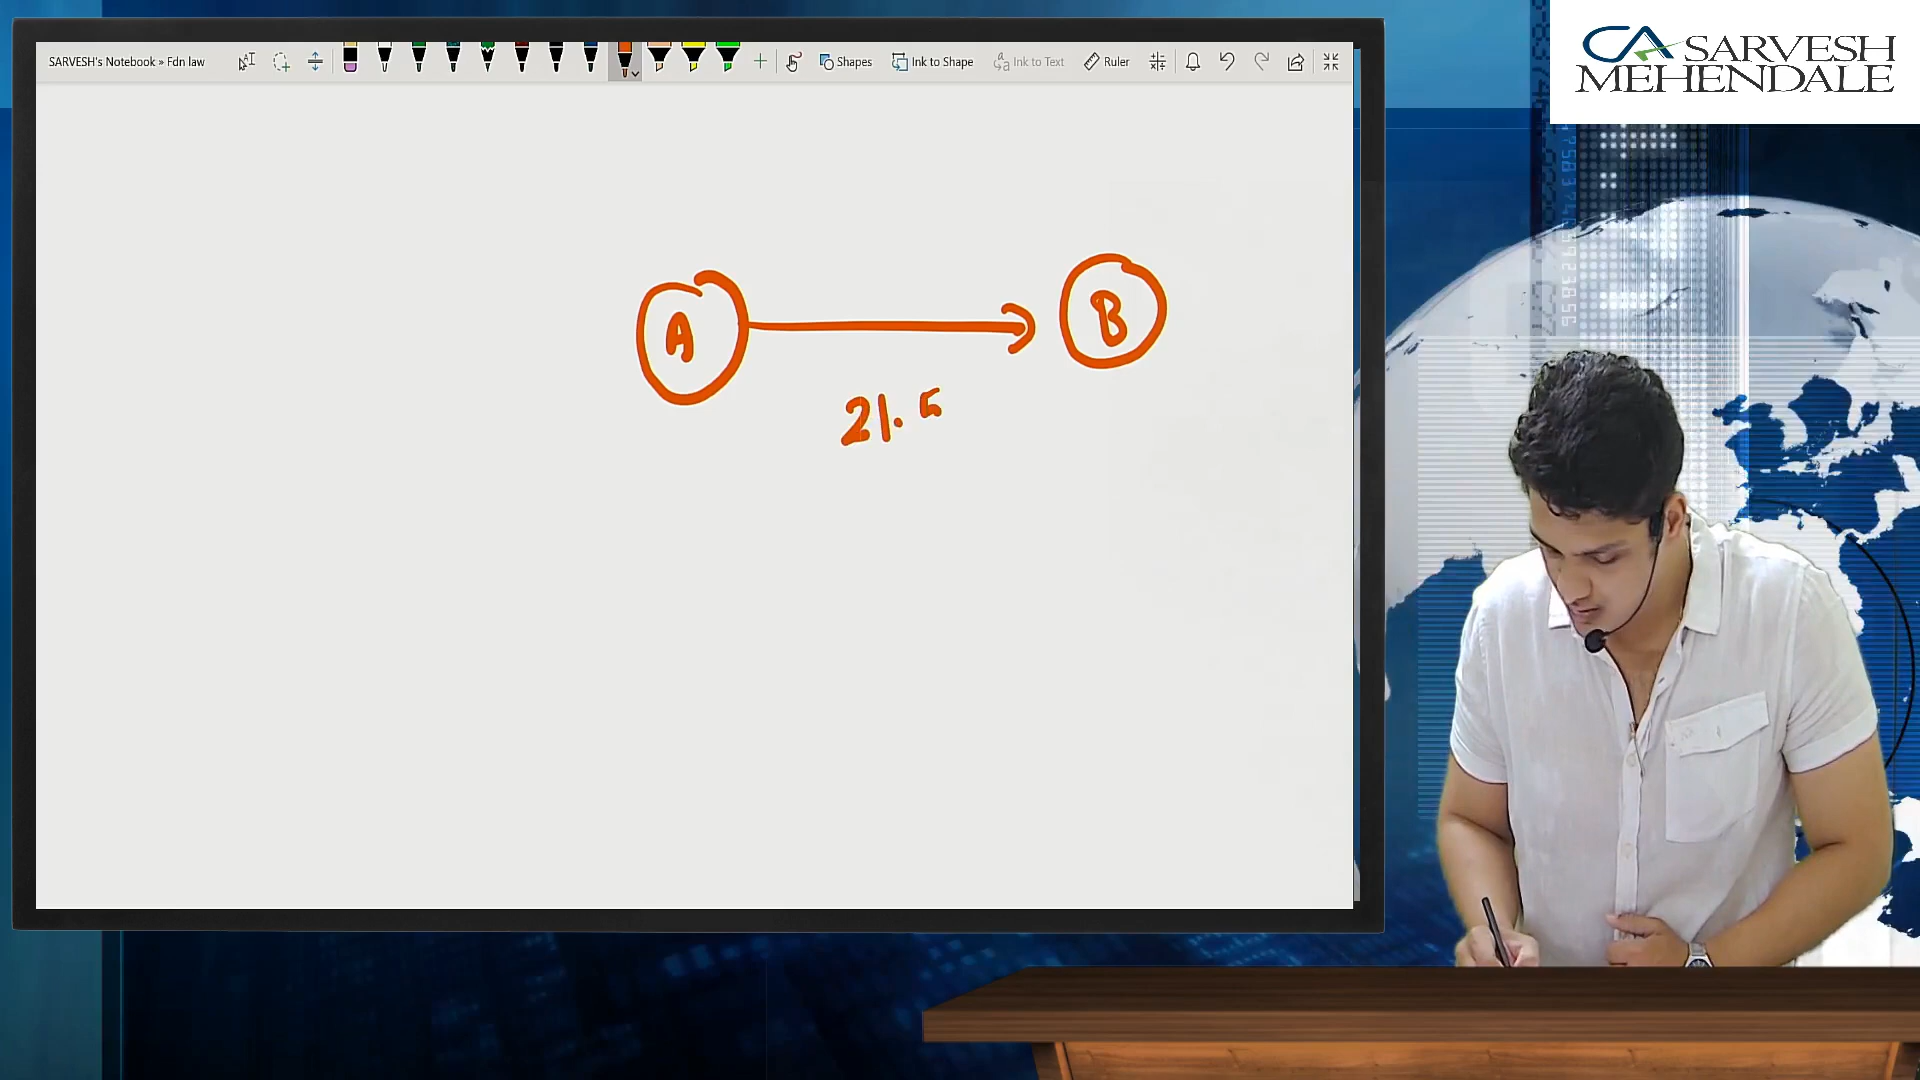 SARVESH's Notebook » Fdn law
Shapes
Ink to Shape
Ink to Text
Ruler
CA SARVESH
MEHENDALE
A
B
21. 5